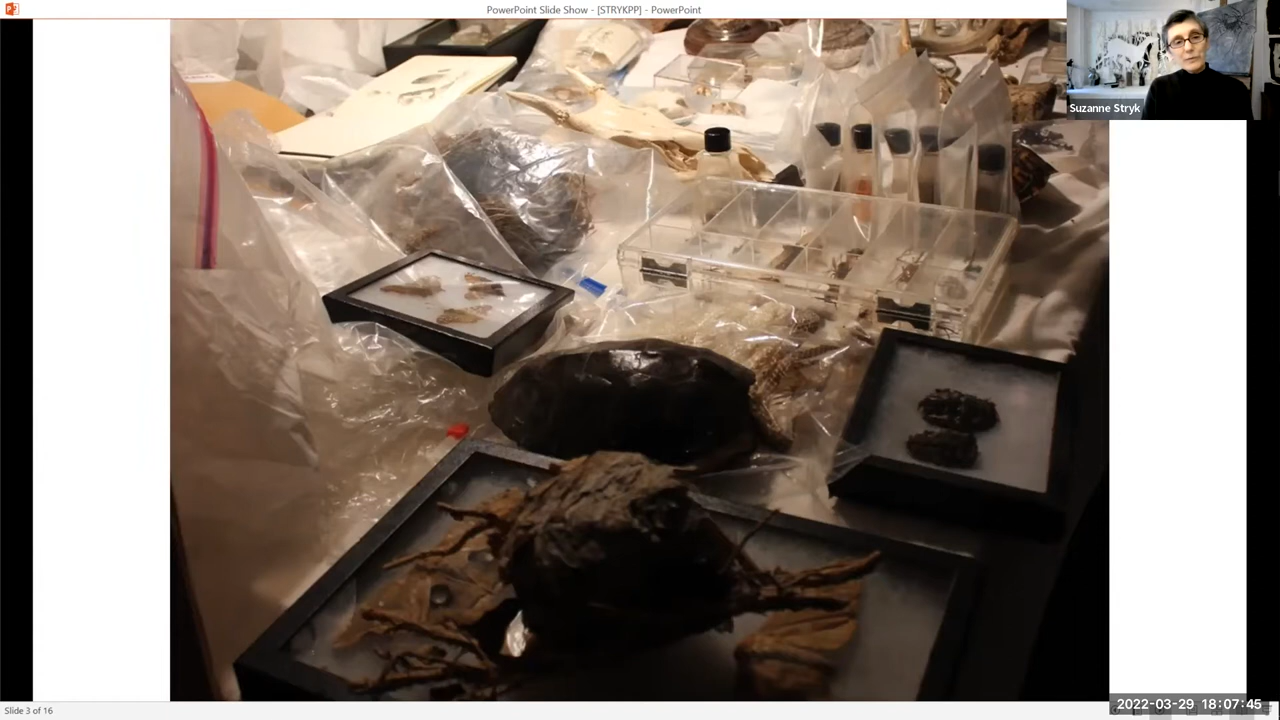 PowerPoint Slide Show - [STRYKPP] - PowerPoint
Suzanne Stryk
Slide 3 of 16
2022-03-29 18:07:45